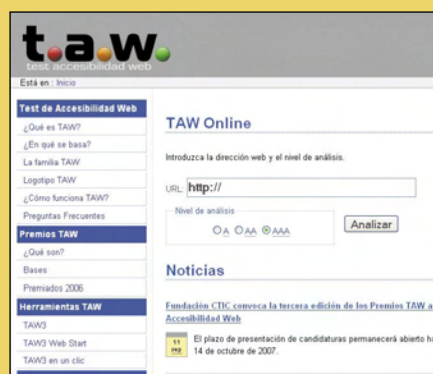 t.a.w.
test accesibilidad web
Está en : Inicio
Test de Accesibilidad Web
¿Qué es TAW?
¿En qué se basa?
La familia TAW
Logotipo TAW
¿Cómo funciona TAW?
Preguntas Frecuentes
Premios TAW
¿Qué son?
Bases
Premiados 2006
Herramientas TAW
TAW3
TAW3 Web Start
TAW3 en un clic
TAW Online
Introduzca la dirección web y el nivel de análisis.
URL: http://
Nivel de análisis
A AA AAA
Analizar
Noticias
Fundación CTIC convoca la tercera edición de los Premios TAW a
Accesibilidad Web
11
El plazo de presentación de candidaturas permanecerá abierto ha
14 de octubre de 2007.